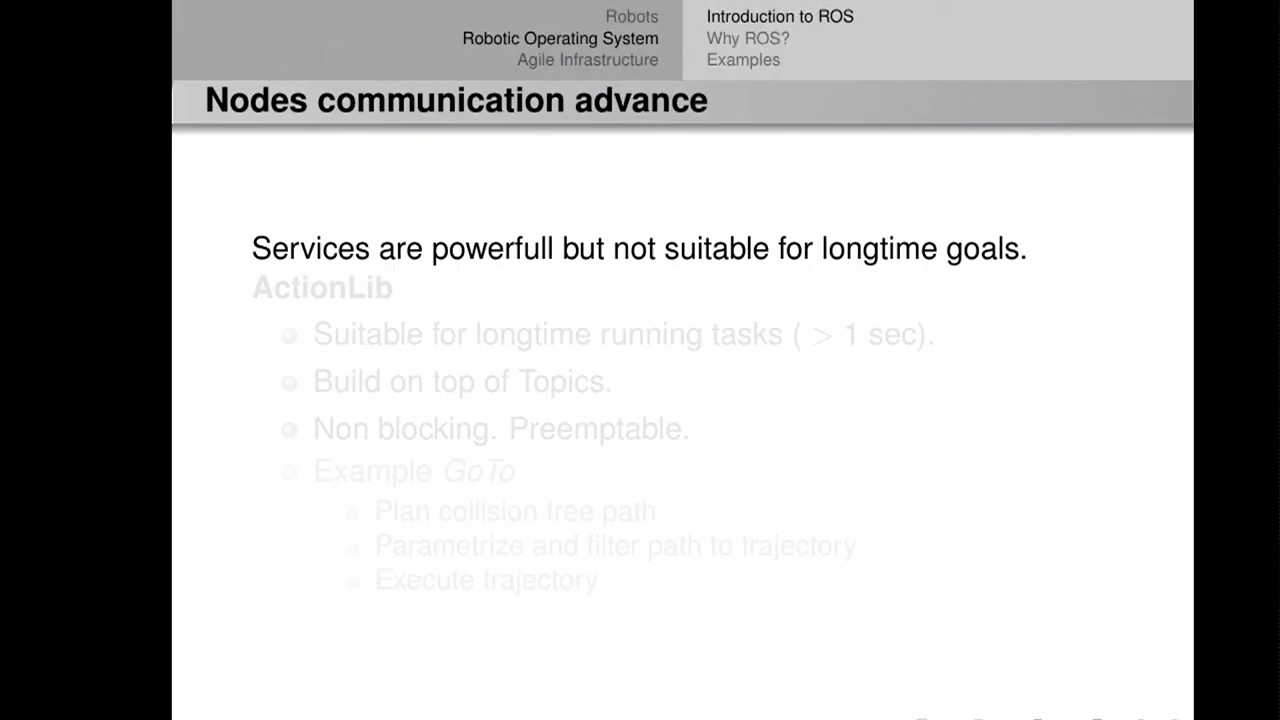 Robots
Robotic Operating System
Agile Infrastructure
Introduction to ROS
Why ROS?
Examples
Nodes communication advance
Services are powerfull but not suitable for longtime goals.
ActionLib
Suitable for longtime running tasks ( > 1 sec).
Build on top of Topics.
Non blocking. Preemptable.
Example GoTo
Plan collision free path
Parametrize and filter path to trajectory
Execute trajectory